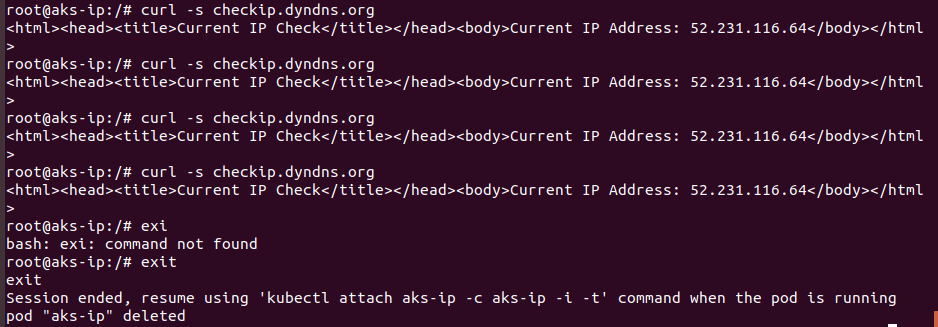 root@aks-ip:/# curl -s checkip.dyndns.org
<html><head><title>Current IP Check</title></head><body>Current IP Address: 52.231.116.64</body></html
>
root@aks-ip:/# curl -s checkip.dyndns.org
<html><head><title>Current IP Check</title></head><body>Current IP Address: 52.231.116.64</body></html
>
root@aks-ip:/# curl -s checkip.dyndns.org
<html><head><title>Current IP Check</title></head><body>Current IP Address: 52.231.116.64</body></html
>
root@aks-ip:/# curl -s checkip.dyndns.org
<html><head><title>Current IP Check</title></head><body>Current IP Address: 52.231.116.64</body></html
>
root@aks-ip:/# exi
bash: exi: command not found
root@aks-ip:/# exit
exit
Session ended, resume using 'kubectl attach aks-ip -c aks-ip -i -t' command when the pod is running
pod "aks-ip" deleted